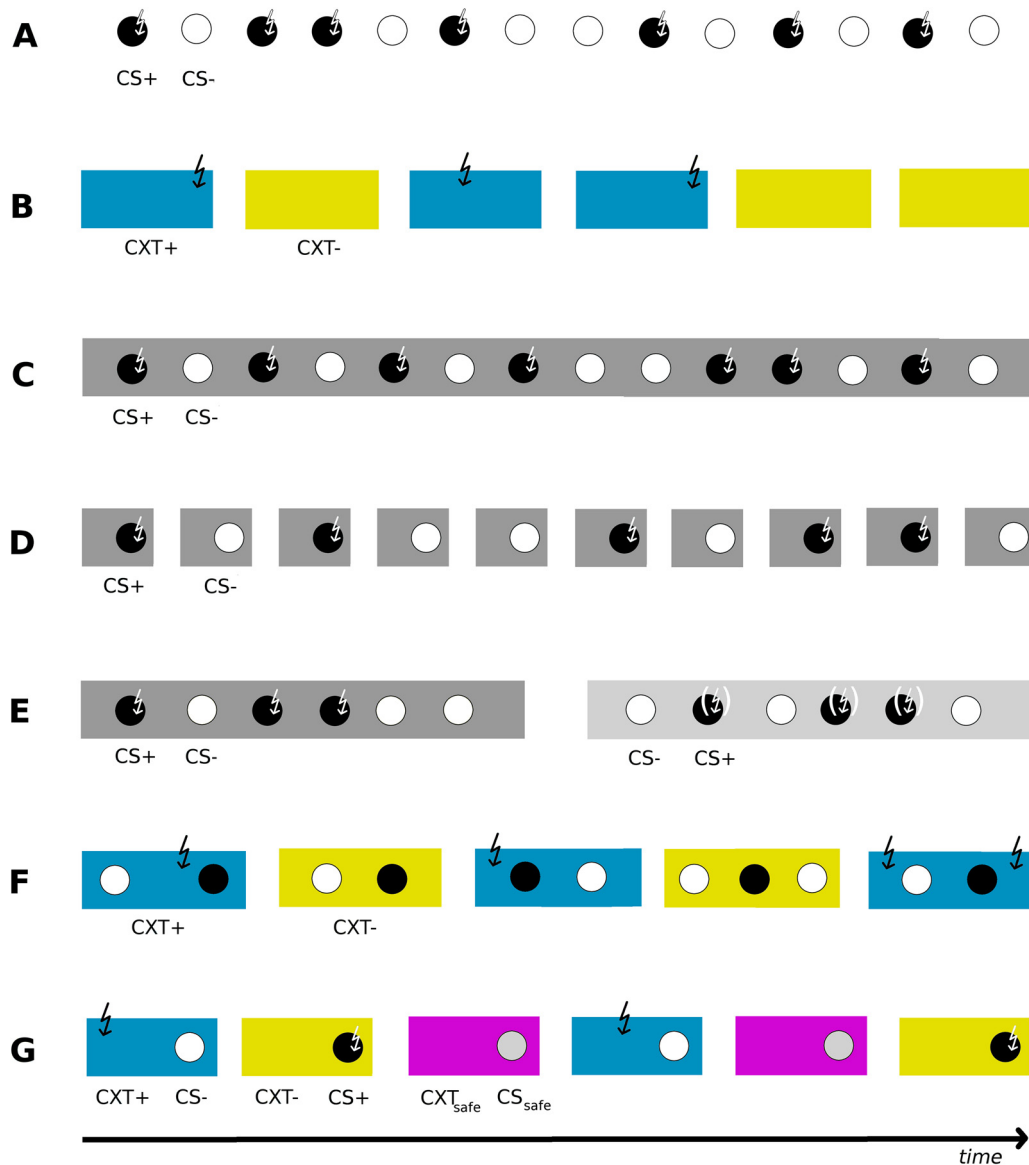 A
CS+ CS-
B
CXT+ CXT-
C
CS+ CS-
D
CS+ CS-
E
( ) ( ) ( )
CS+ CS- CS- CS+
F
CXT+ CXT-
G
CXT+ CS- CXT- CS+ CXTsafe CSsafe
time